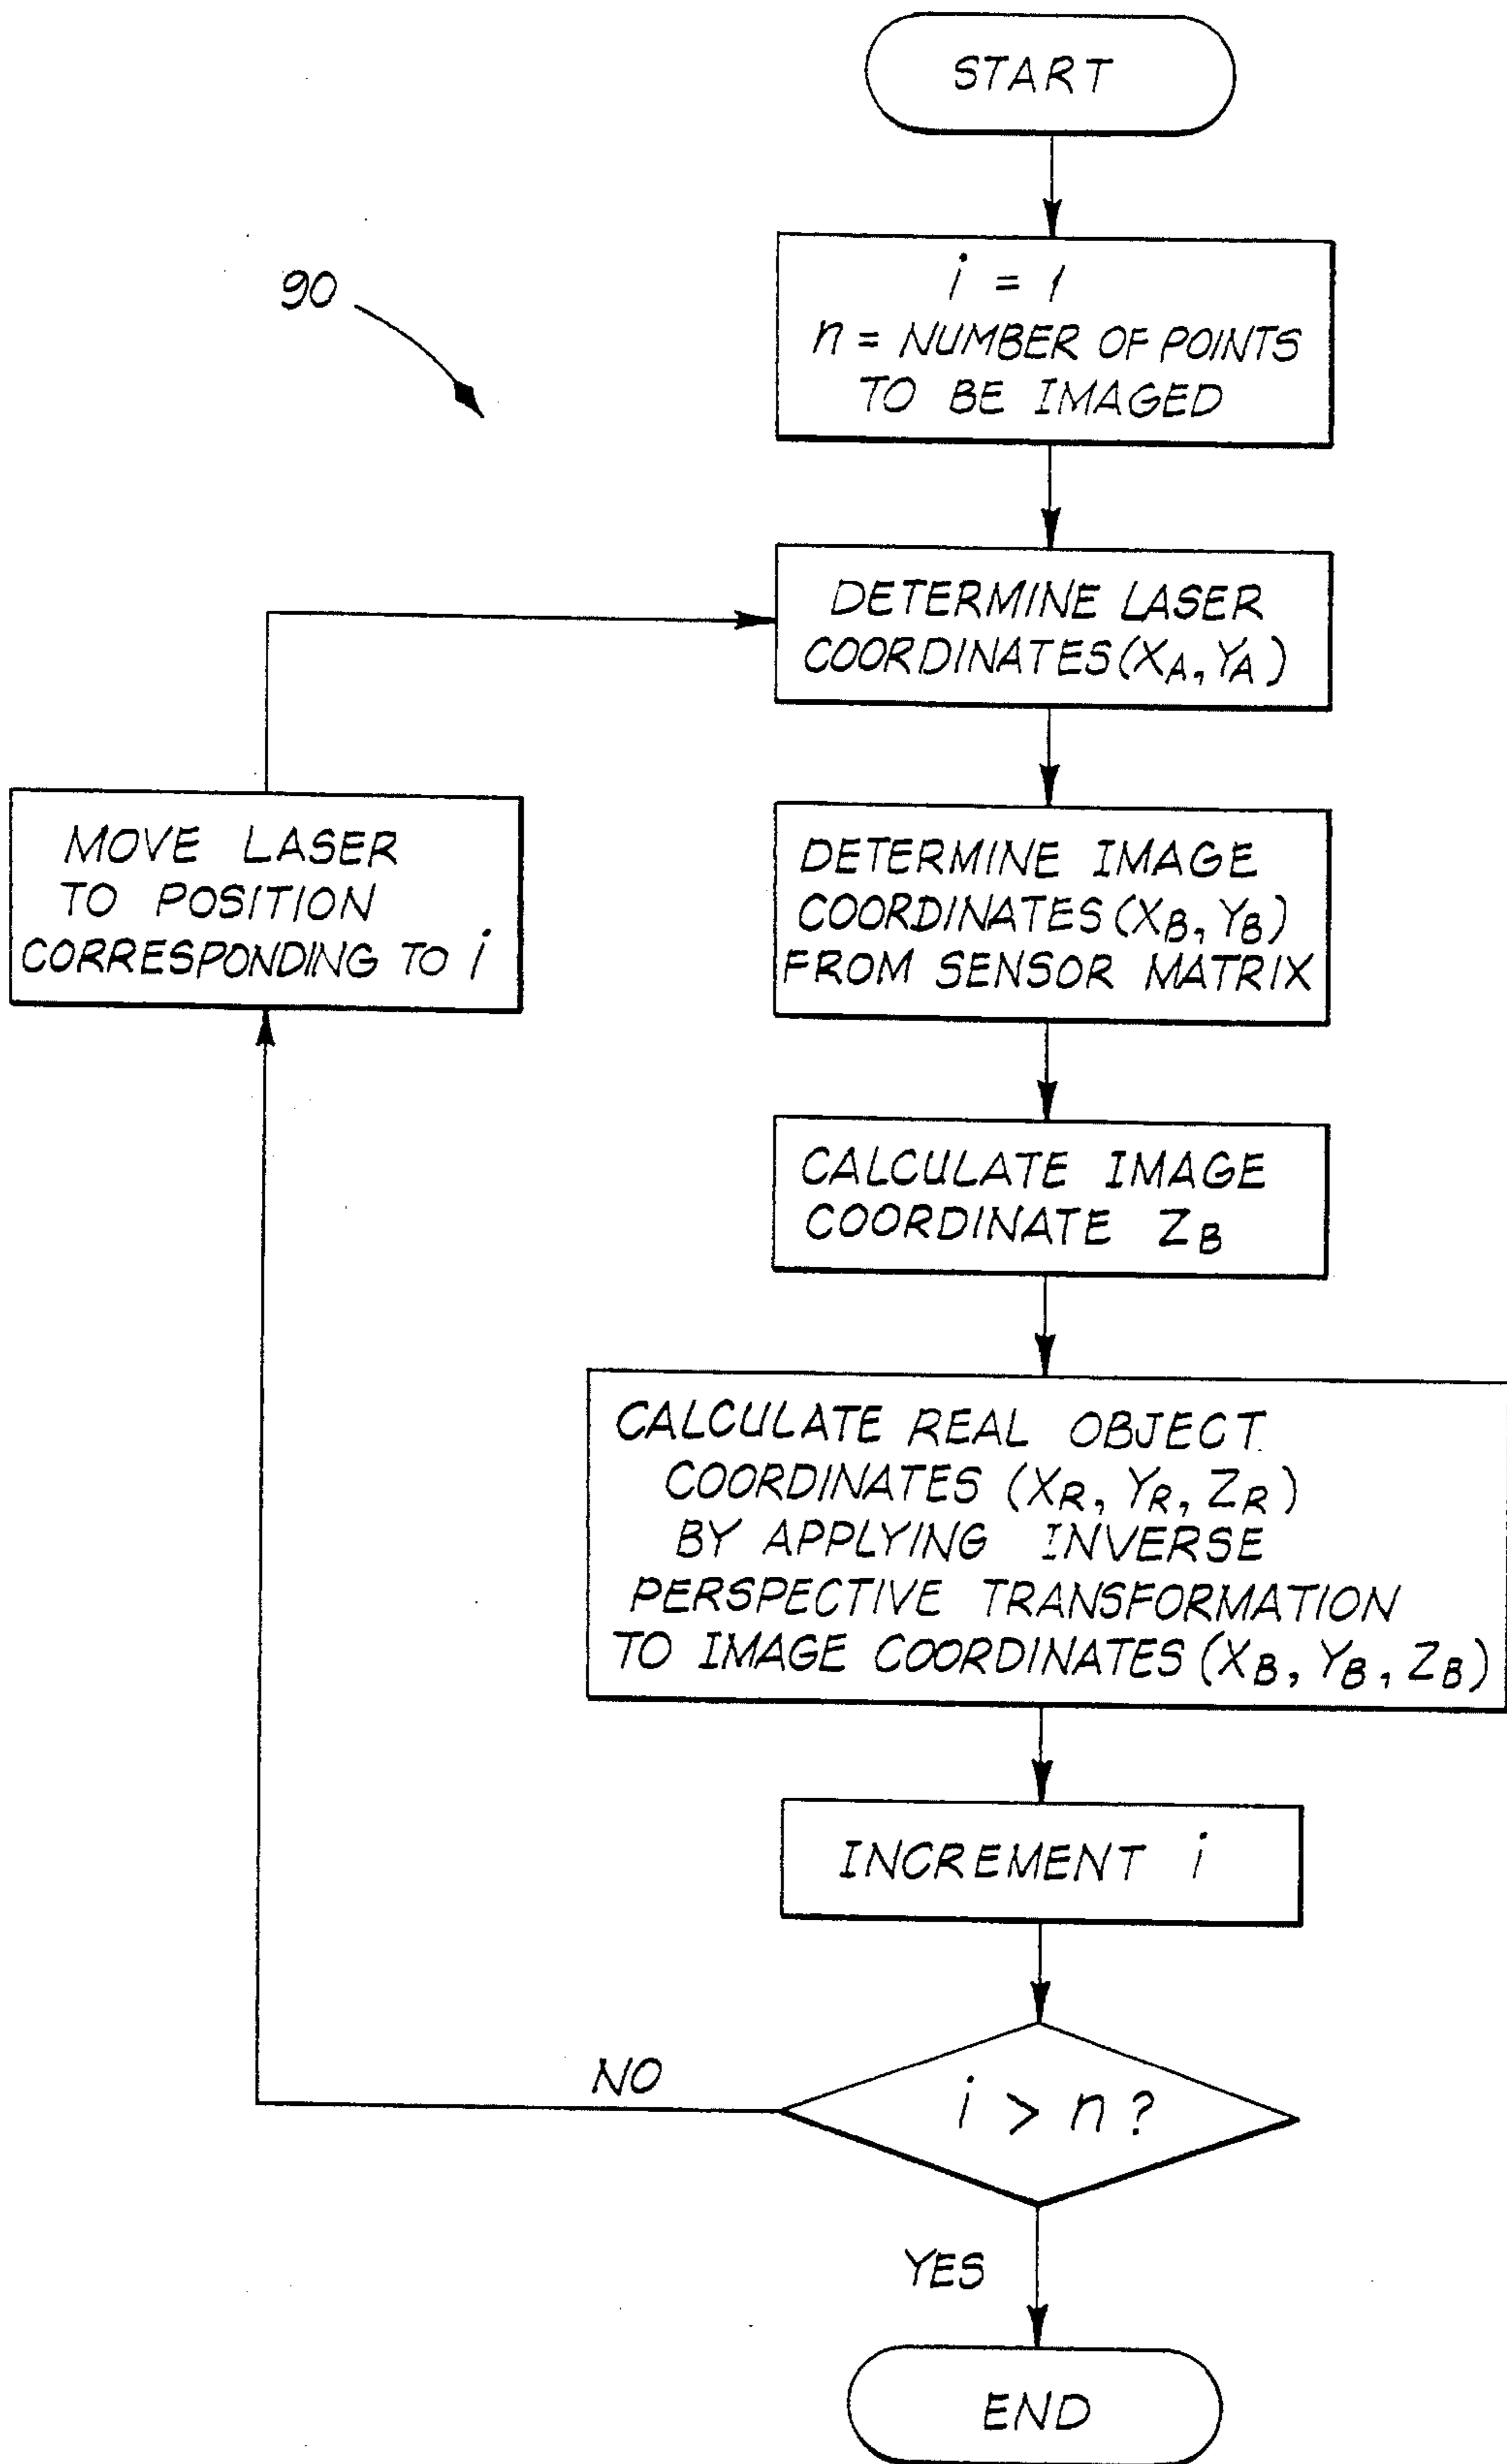 START
90
i = 1
n = NUMBER OF POINTS
TO BE IMAGED
DETERMINE LASER
COORDINATES (XA, YA)
MOVE LASER
TO POSITION
CORRESPONDING TO i
DETERMINE IMAGE
COORDINATES (XB, YB)
FROM SENSOR MATRIX
CALCULATE IMAGE
COORDINATE ZB
CALCULATE REAL OBJECT
COORDINATES (XR, YR, ZR)
BY APPLYING INVERSE
PERSPECTIVE TRANSFORMATION
TO IMAGE COORDINATES (XB, YB, ZB)
INCREMENT i
NO
i > n?
YES
END